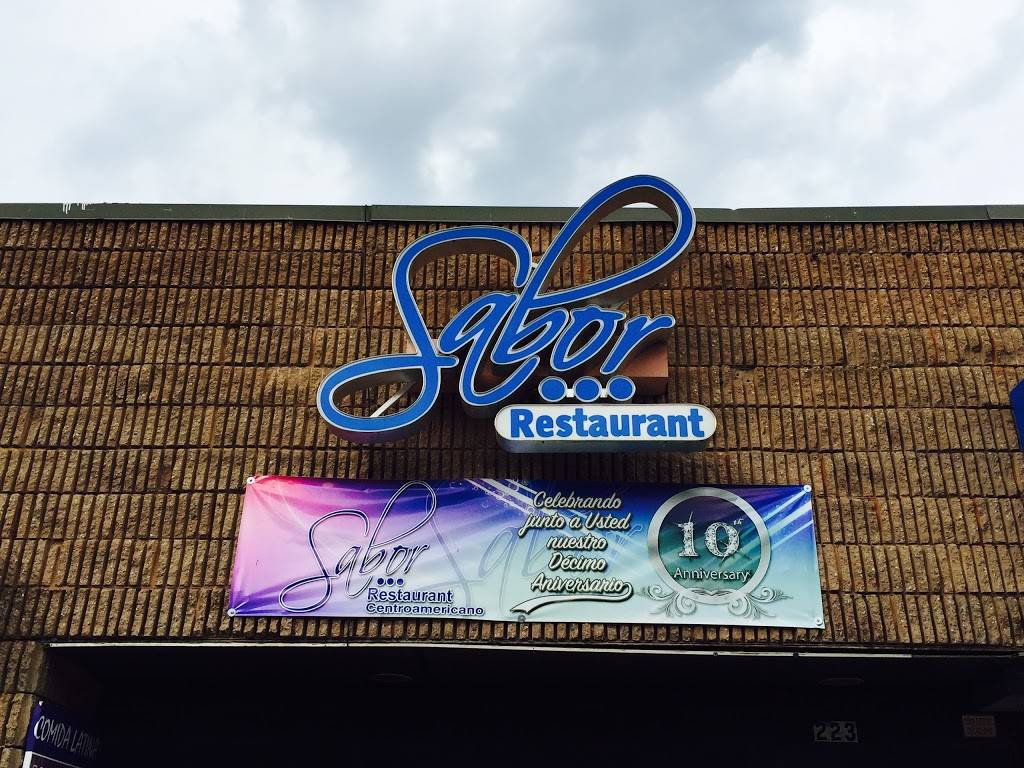 Sabor
Restaurant
Sabor
Restaurant
Centroamericano
Celebrando
junto a Usted
nuestro
Décimo
Aniversario
10th
Anniversary
COMIDA LATINA
223